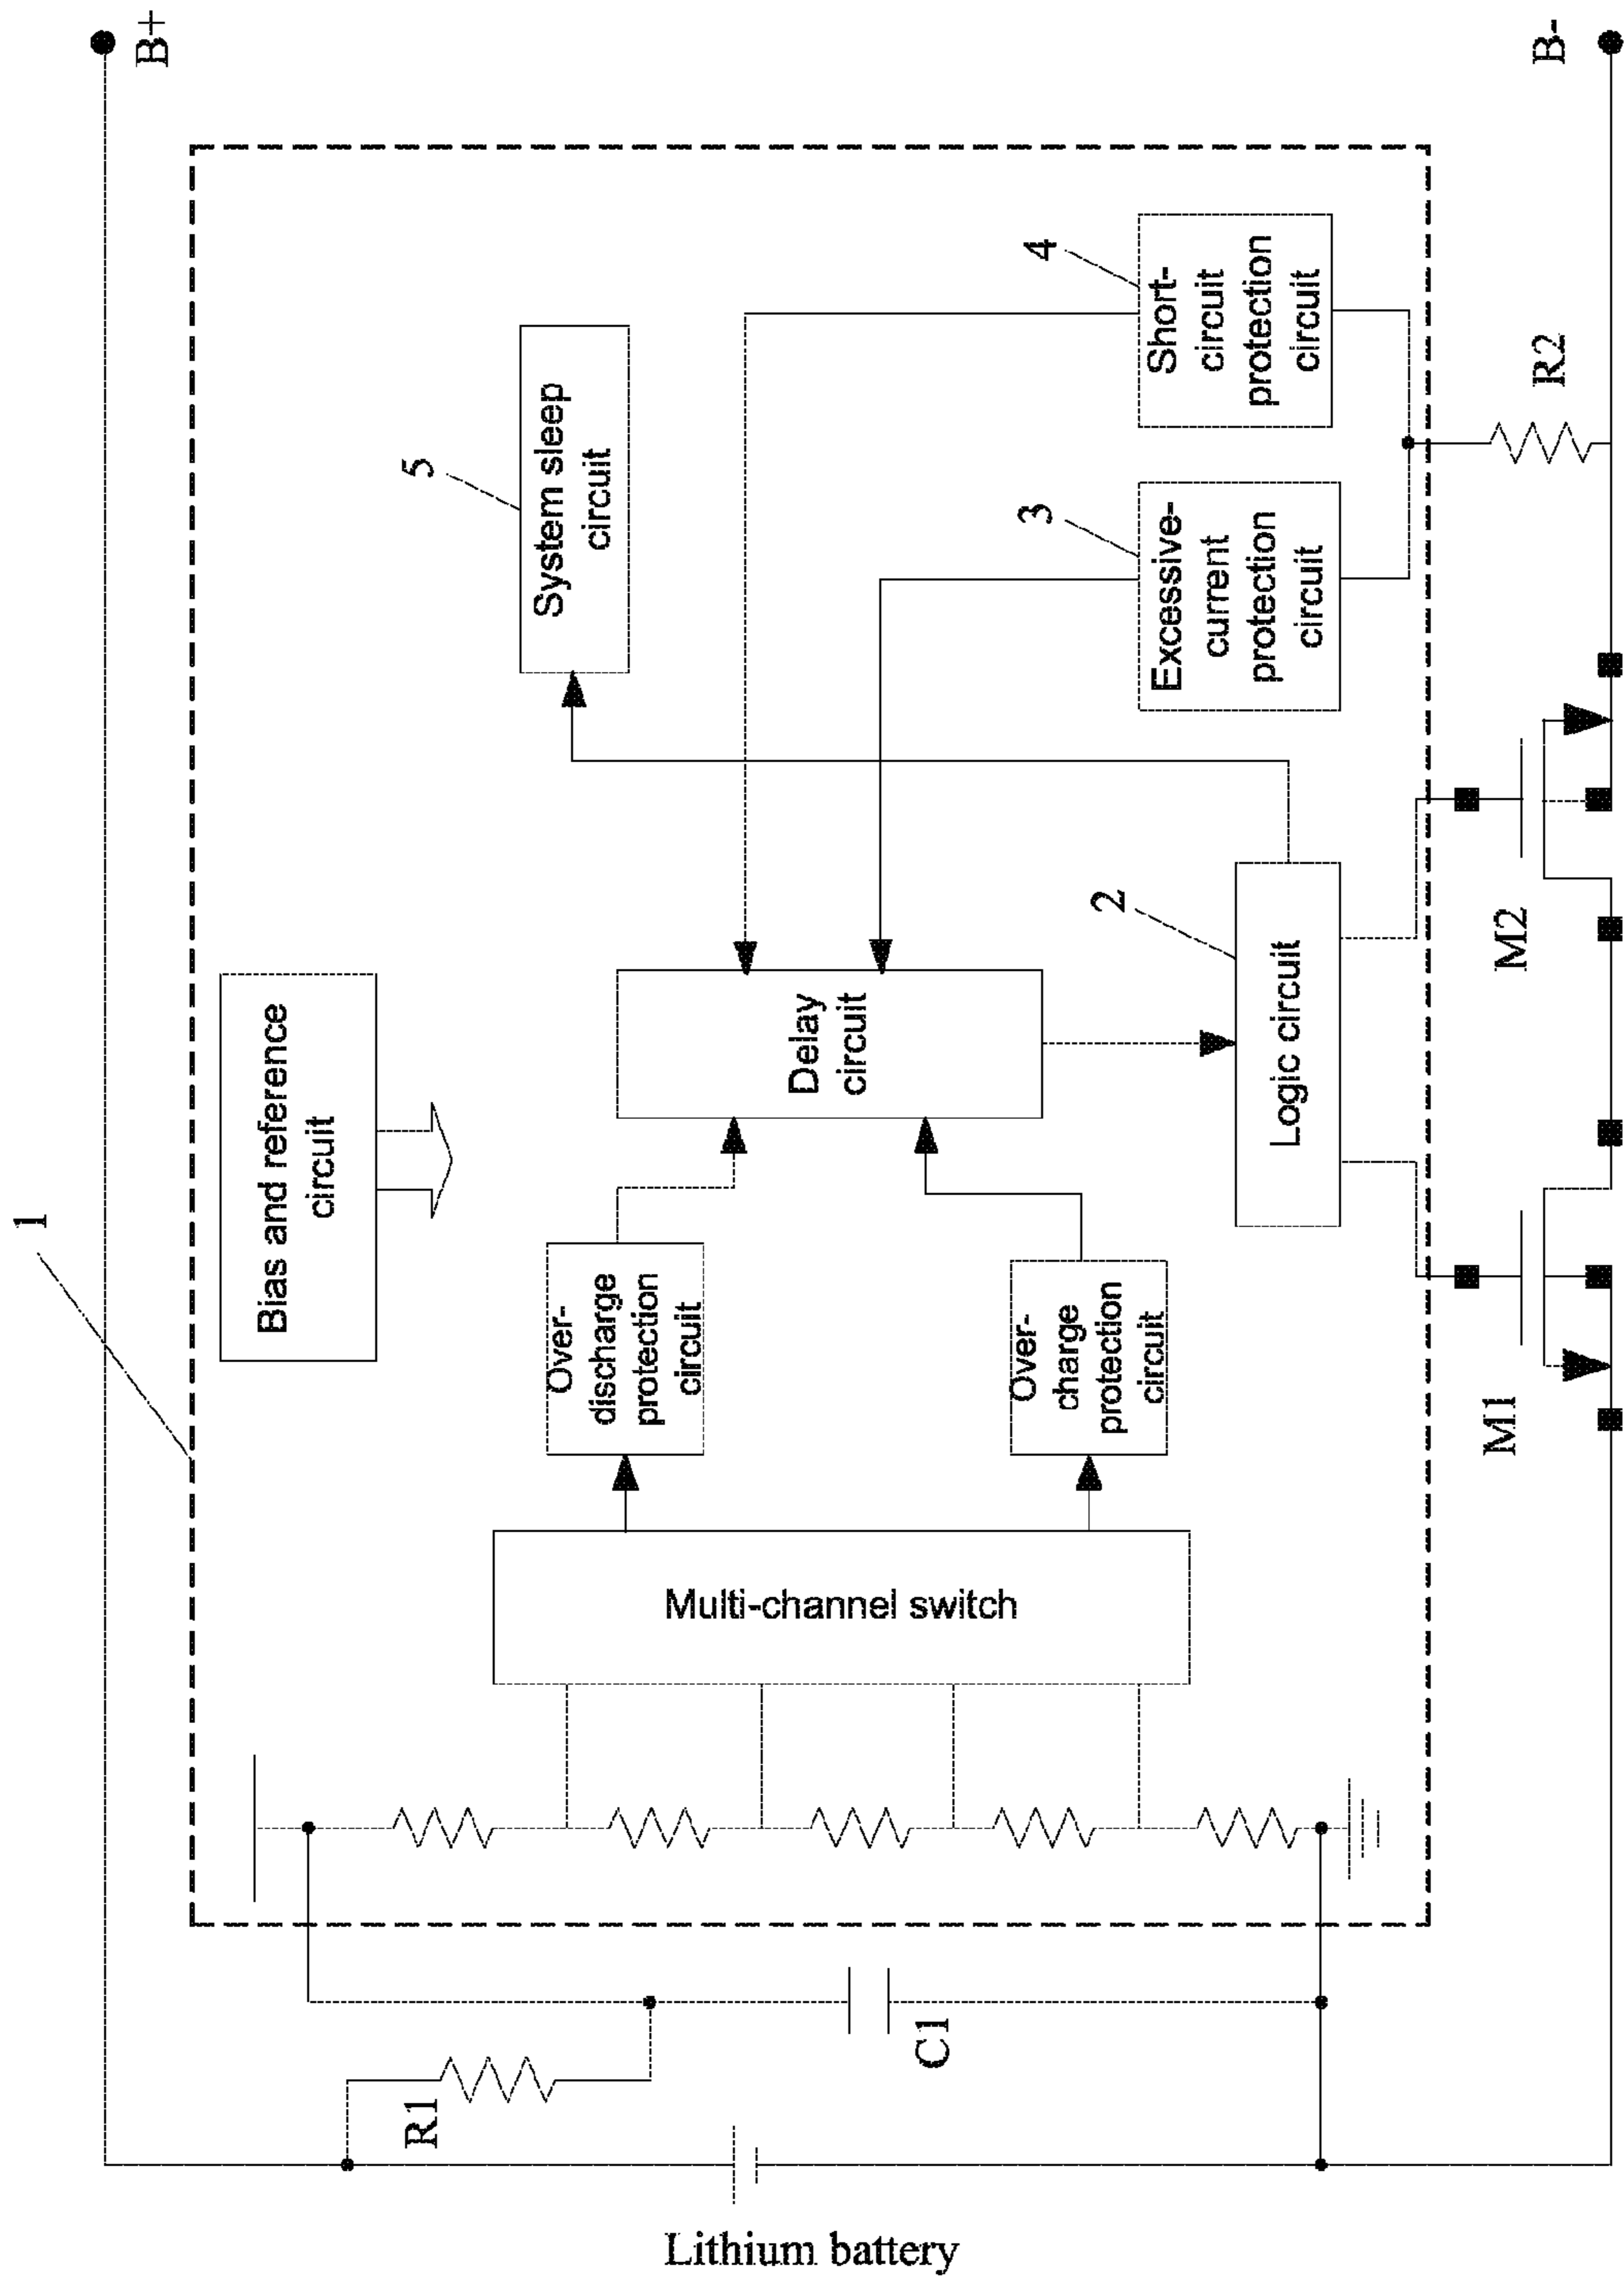 1
B+
Bias and reference
circuit
5
System sleep
circuit
Over-
discharge
protection
circuit
Delay
circuit
4
Short-
circuit
protection
circuit
3
Excessive-
current
protection
circuit
Over-
charge
protection
circuit
2
Logic circuit
Multi-channel switch
R1
C1
Lithium battery
M1
M2
R2
B-